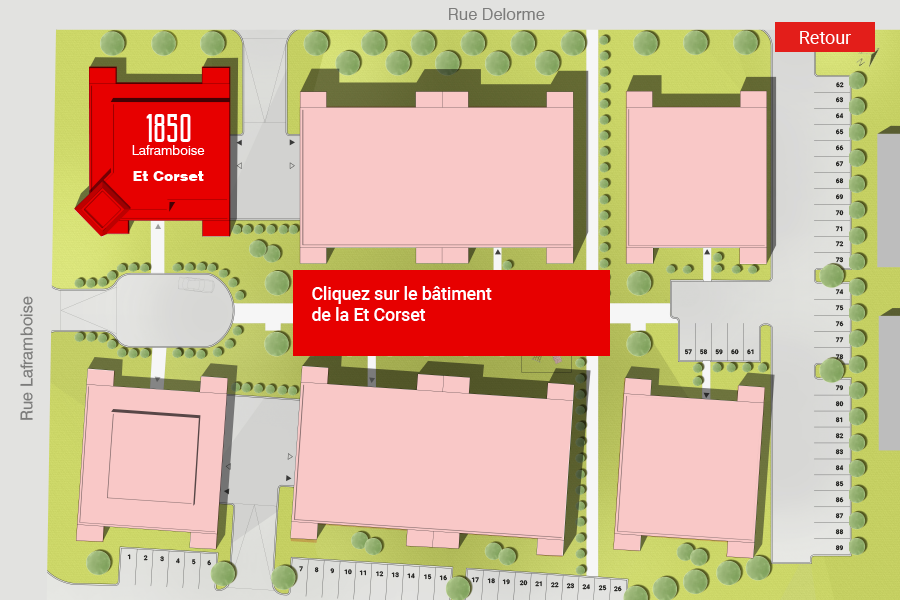 Rue Delorme
Retour
N
1850
Laframboise
Et Corset
Cliquez sur le bâtiment
de la Et Corset
Rue Laframboise
62
63
64
65
66
67
68
69
70
71
72
73
74
75
76
77
78
57 58 59 60 61
79
80
81
82
83
84
85
86
87
88
89
1 2 3 4 5 6
7 8 9 10 11 12 13 14 15 16
17 18 19 20 21 22 23 24 25 26